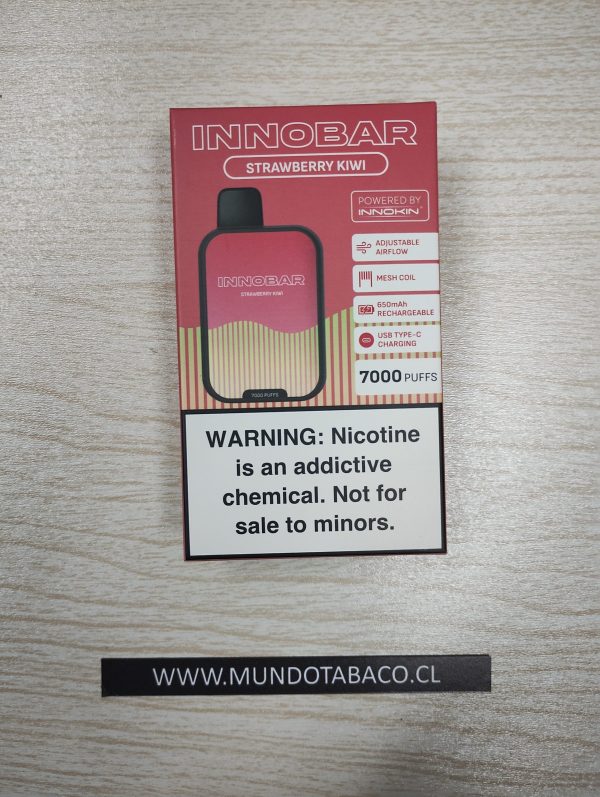 INNOBAR
STRAWBERRY KIWI
POWERED BY
INNOKIN
ADJUSTABLE
AIRFLOW
MESH COIL
650mAh
RECHARGEABLE
USB TYPE-C
CHARGING
7000 PUFFS
INNOBAR
STRAWBERRY KIWI
7000 PUFFS
WARNING: Nicotine
is an addictive
chemical. Not for
sale to minors.
WWW.MUNDOTABACO.CL